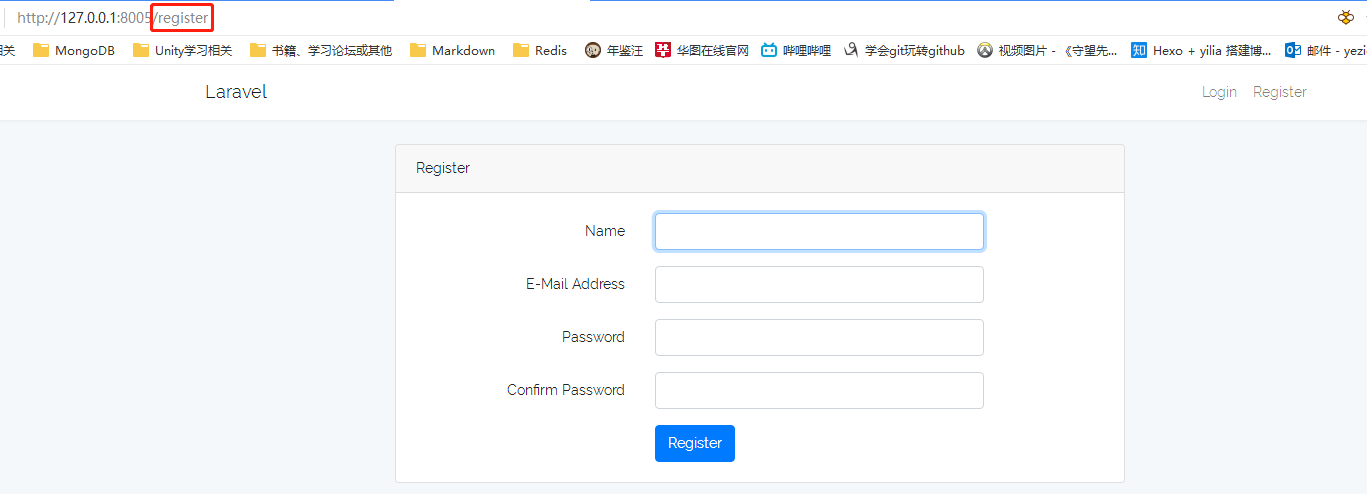 http://127.0.0.1:8005/register
相关 MongoDB Unity学习相关 书籍、学习论坛或其他 Markdown Redis 年鉴汪 华图在线官网 哔哩哔哩 学会git玩转github 视频图片 - 《守望先... 知 Hexo + yilia 搭建博... 邮件 - yezi
Laravel Login Register
Register
Name
E-Mail Address
Password
Confirm Password
Register